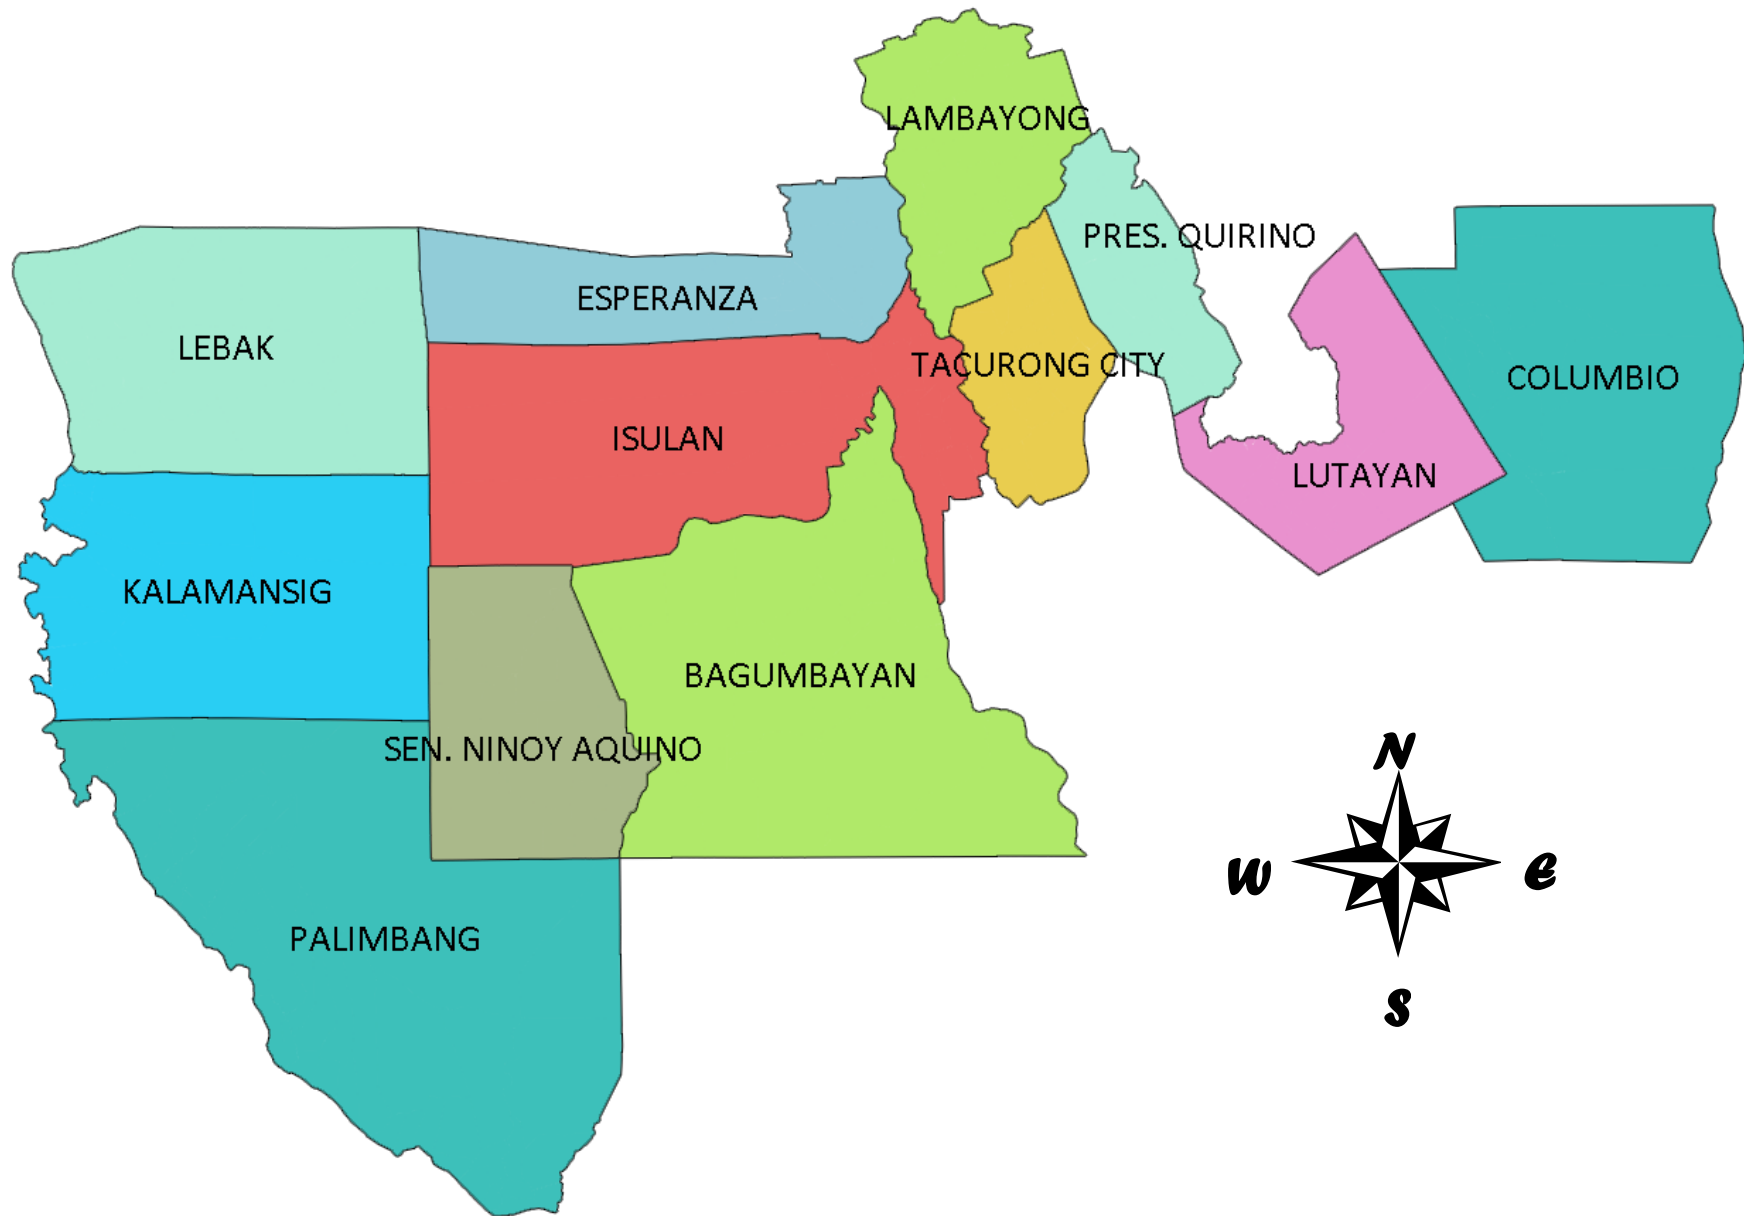 LAMBAYONG
PRES. QUIRINO
ESPERANZA
LEBAK
TACURONG CITY
COLUMBIO
ISULAN
LUTAYAN
KALAMANSIG
BAGUMBAYAN
SEN. NINOY AQUINO
PALIMBANG
N
W
E
S